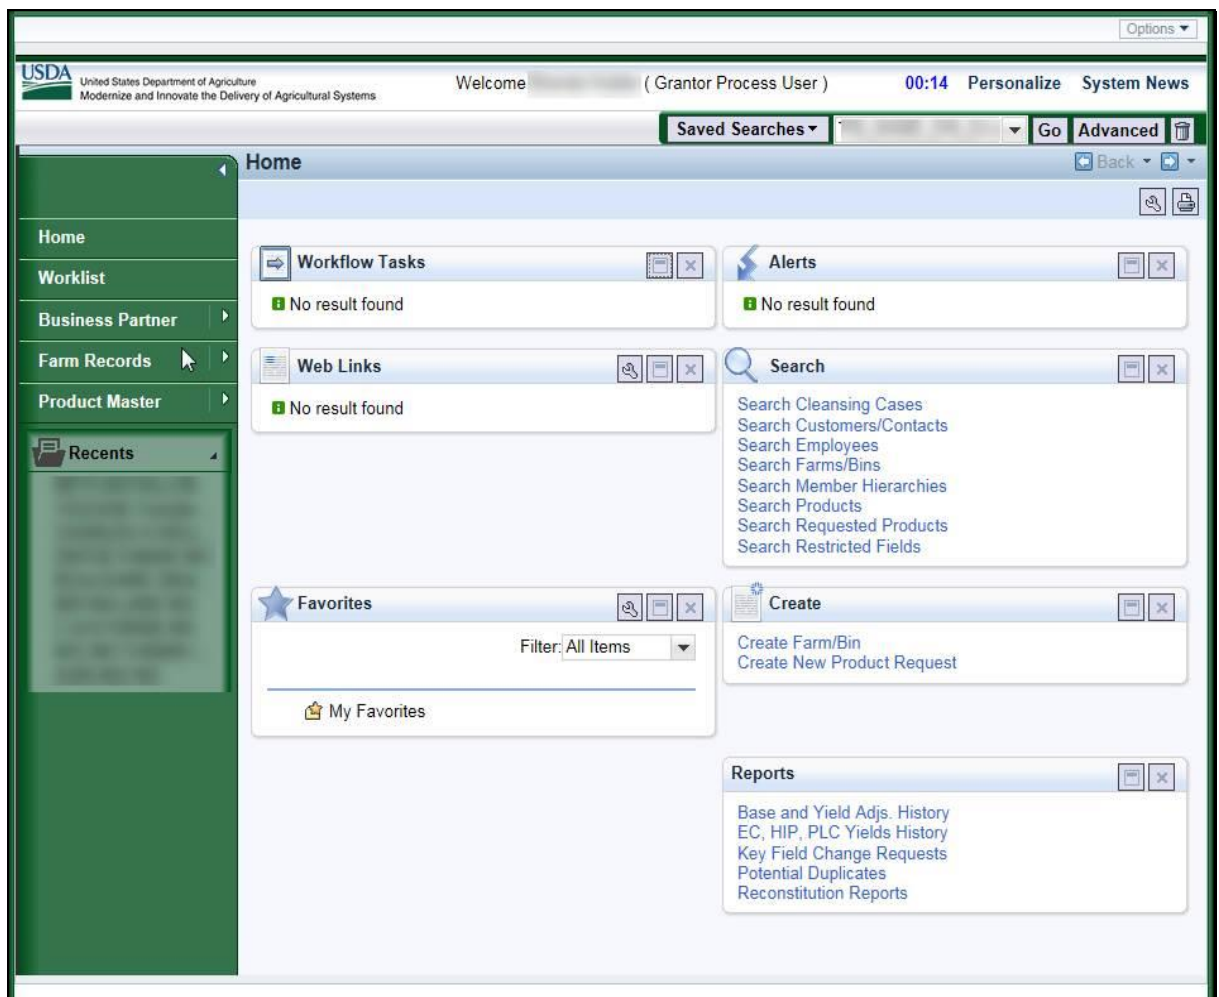 Options
USDA
United States Department of Agriculture
Modernize and Innovate the Delivery of Agricultural Systems
Welcome ( Grantor Process User ) 00:14 Personalize System News
Saved Searches Go Advanced
Home
Back
Home
Worklist
Business Partner
Farm Records
Product Master
Recents
Workflow Tasks
No result found
Alerts
No result found
Web Links
No result found
Search
Search Cleansing Cases
Search Customers/Contacts
Search Employees
Search Farms/Bins
Search Member Hierarchies
Search Products
Search Requested Products
Search Restricted Fields
Favorites
Filter: All Items
My Favorites
Create
Create Farm/Bin
Create New Product Request
Reports
Base and Yield Adjs. History
EC, HIP, PLC Yields History
Key Field Change Requests
Potential Duplicates
Reconstitution Reports